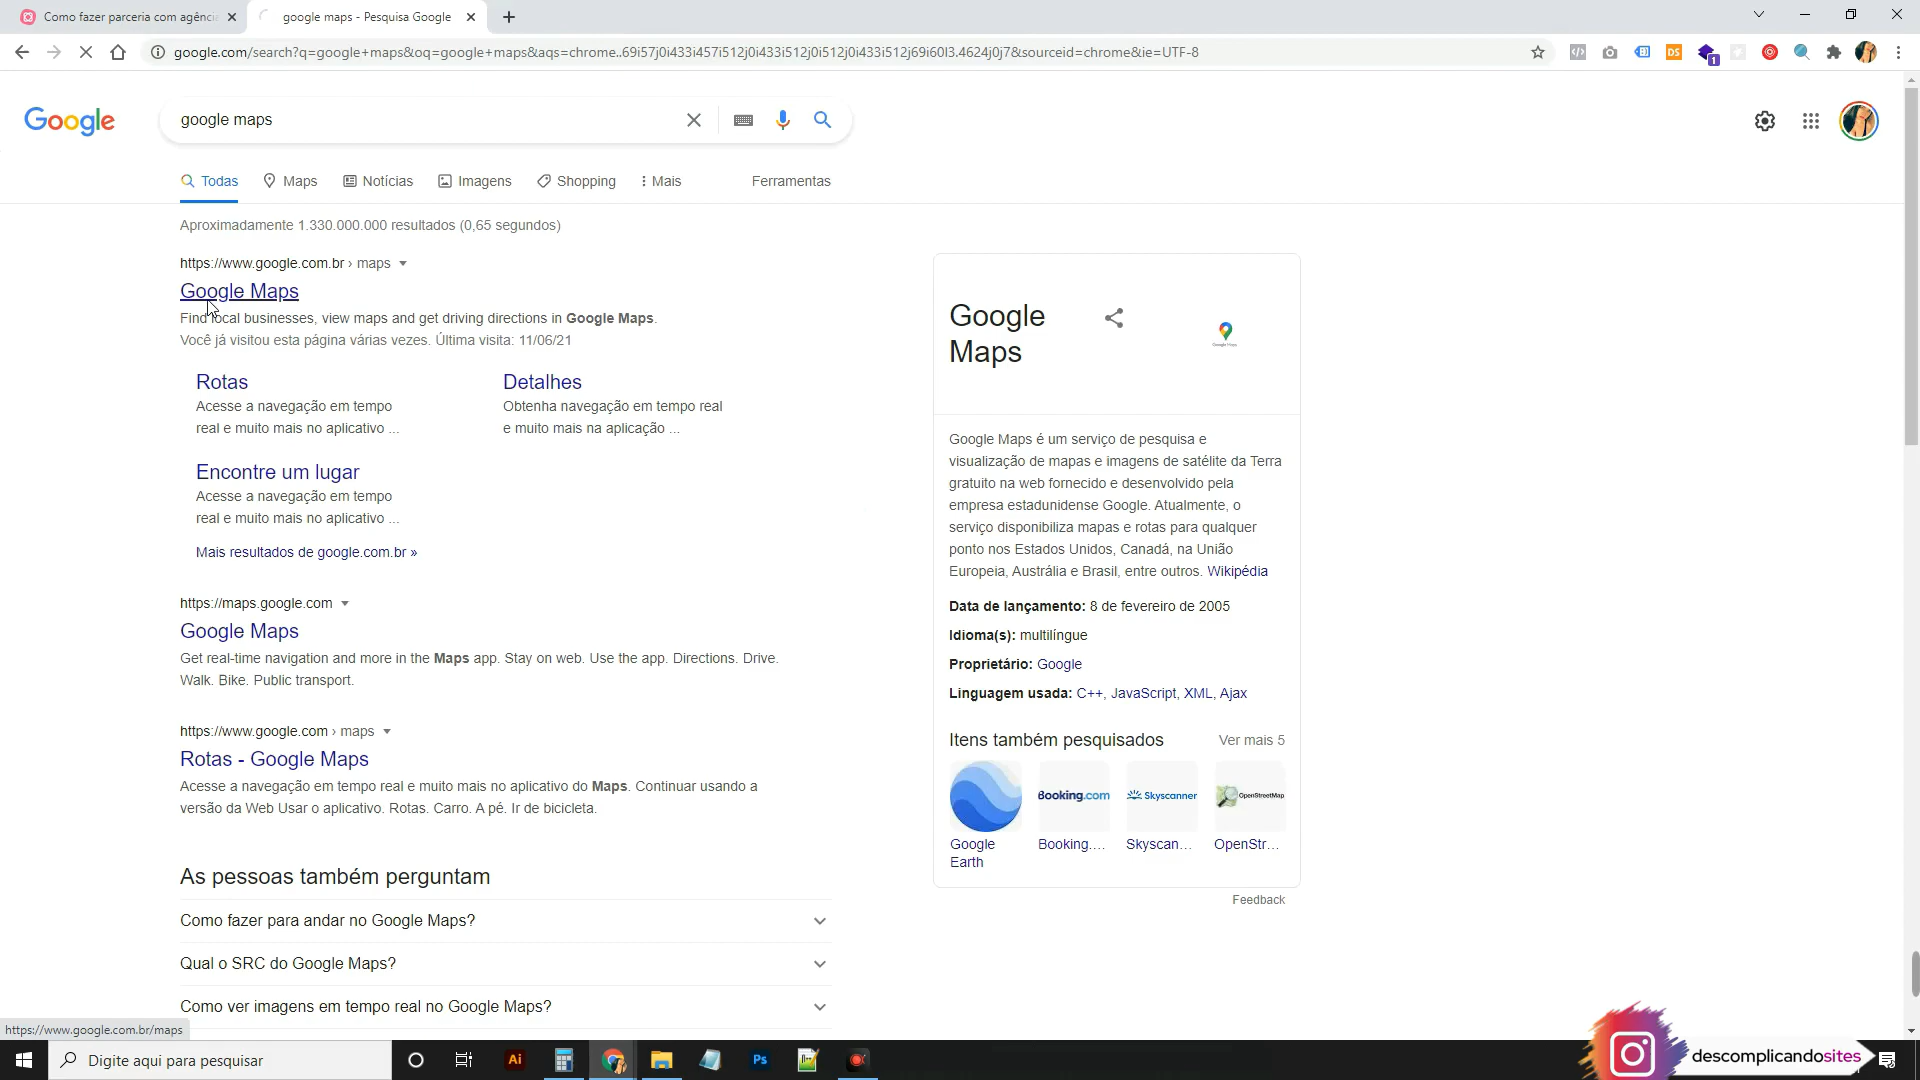 Como fazer parceria com agênci
google maps - Pesquisa Google
google.com/search?q=google+maps&oq=google+maps&aqs=chrome..69i57j0i433i457i512j0i433i512j0i512j0i433i512j69i60l3.4624j0j7&sourceid=chrome&ie=UTF-8
DS
1
Google
google maps
Todas
Maps
Notícias
Imagens
Shopping
Mais
Ferramentas
Aproximadamente 1.330.000.000 resultados (0,65 segundos)
https://www.google.com.br › maps
Google Maps
Find local businesses, view maps and get driving directions in Google Maps.
Você já visitou esta página várias vezes. Última visita: 11/06/21
Rotas
Acesse a navegação em tempo
real e muito mais no aplicativo ...
Detalhes
Obtenha navegação em tempo real
e muito mais na aplicação ...
Encontre um lugar
Acesse a navegação em tempo
real e muito mais no aplicativo ...
Mais resultados de google.com.br »
https://maps.google.com
Google Maps
Get real-time navigation and more in the Maps app. Stay on web. Use the app. Directions. Drive.
Walk. Bike. Public transport.
https://www.google.com › maps
Rotas - Google Maps
Acesse a navegação em tempo real e muito mais no aplicativo do Maps. Continuar usando a
versão da Web Usar o aplicativo. Rotas. Carro. A pé. Ir de bicicleta.
As pessoas também perguntam
Como fazer para andar no Google Maps?
Qual o SRC do Google Maps?
Como ver imagens em tempo real no Google Maps?
Google
Maps
Google Maps
Google Maps é um serviço de pesquisa e
visualização de mapas e imagens de satélite da Terra
gratuito na web fornecido e desenvolvido pela
empresa estadunidense Google. Atualmente, o
serviço disponibiliza mapas e rotas para qualquer
ponto nos Estados Unidos, Canadá, na União
Europeia, Austrália e Brasil, entre outros. Wikipédia
Data de lançamento: 8 de fevereiro de 2005
Idioma(s): multilíngue
Proprietário: Google
Linguagem usada: C++, JavaScript, XML, Ajax
Itens também pesquisados
Ver mais 5
Booking.com
Skyscanner
OpenStreetMap
Google
Earth
Booking....
Skyscan...
OpenStr...
Feedback
https://www.google.com.br/maps
Digite aqui para pesquisar
Ai
Ps
descomplicandosites